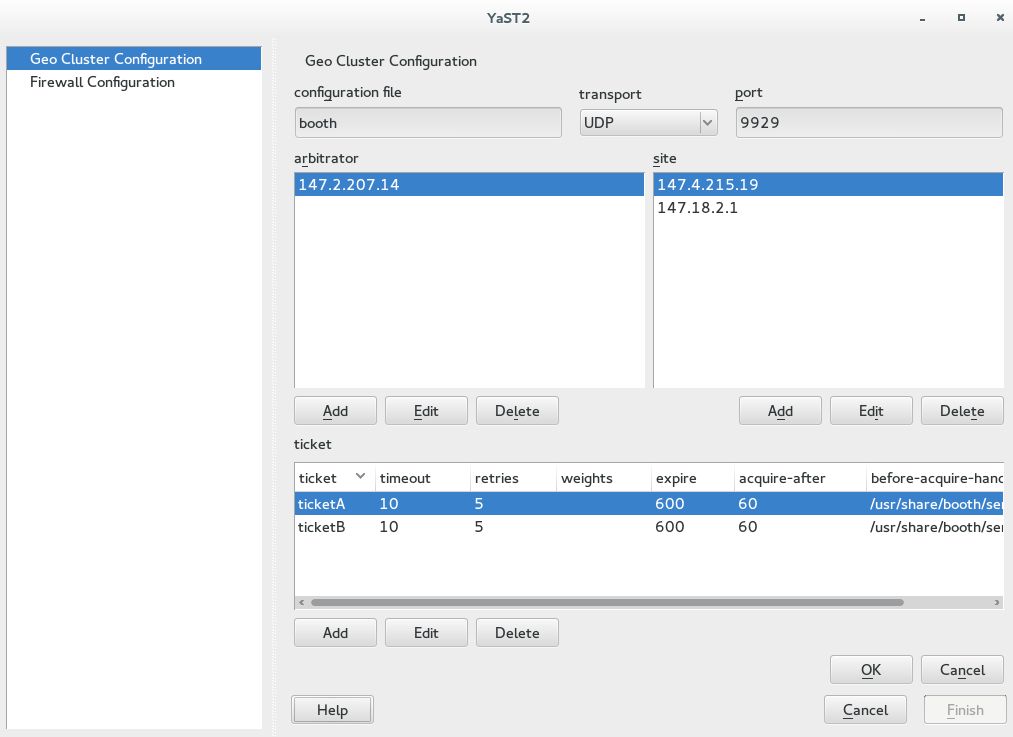 YaST2
Geo Cluster Configuration
Firewall Configuration
Geo Cluster Configuration
configuration file
transport
port
booth
UDP
9929
arbitrator
site
147.2.207.14
147.4.215.19
147.18.2.1
Add
Edit
Delete
Add
Edit
Delete
ticket
ticket timeout retries weights expire acquire-after before-acquire-hand
ticketA 10 5 600 60 /usr/share/booth/ser
ticketB 10 5 600 60 /usr/share/booth/ser
Add
Edit
Delete
OK
Cancel
Help
Cancel
Finish